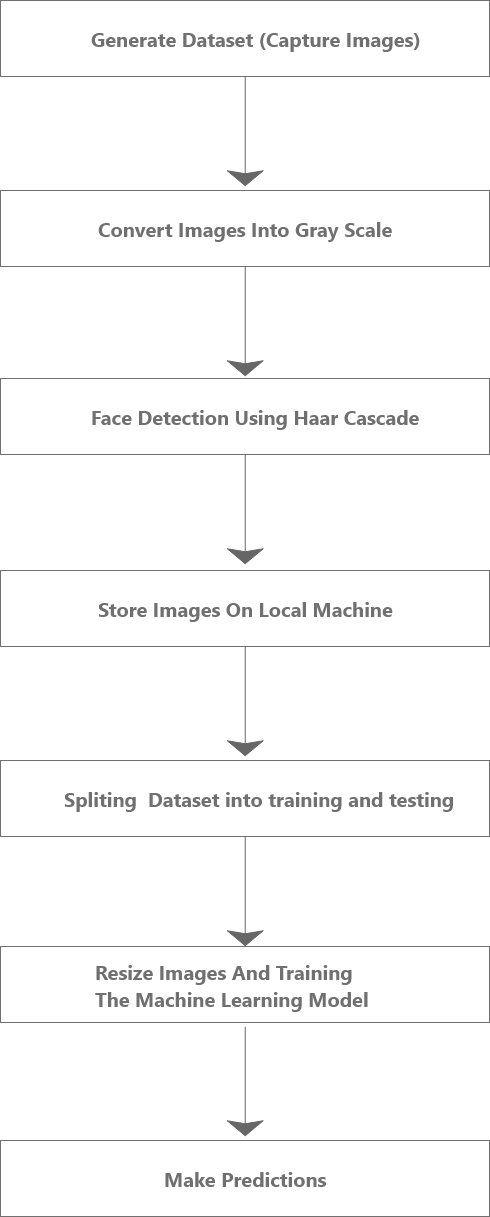 Generate Dataset (Capture Images)
Convert Images Into Gray Scale
Face Detection Using Haar Cascade
Store Images On Local Machine
Spliting  Dataset into training and testing
Resize Images And Training
The Machine Learning Model
Make Predictions